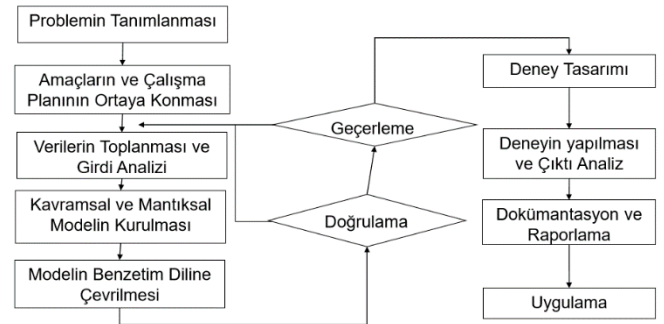 Problemin Tanımlanması
Amaçların ve Çalışma
Planının Ortaya Konması
Verilerin Toplanması ve
Girdi Analizi
Kavramsal ve Mantıksal
Modelin Kurulması
Modelin Benzetim Diline
Çevrilmesi
Geçerleme
Doğrulama
Deney Tasarımı
Deneyin yapılması
ve Çıktı Analiz
Dokümantasyon ve
Raporlama
Uygulama